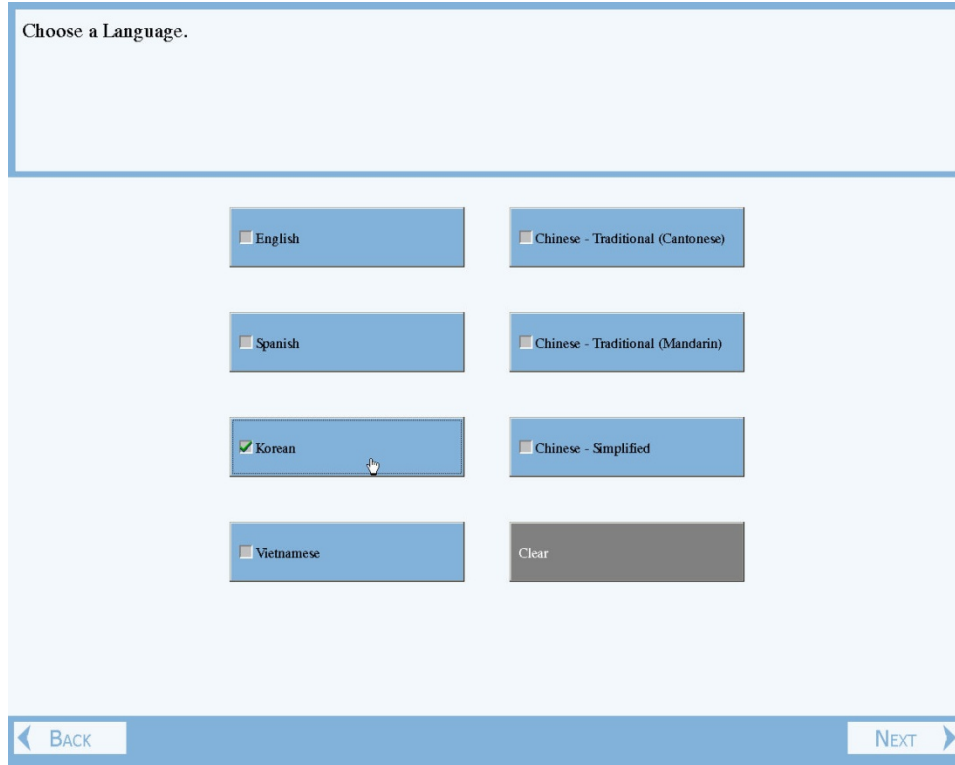 Choose a Language.
English
Chinese - Traditional (Cantonese)
Spanish
Chinese - Traditional (Mandarin)
Korean
Chinese - Simplified
Vietnamese
Clear
BACK
NEXT